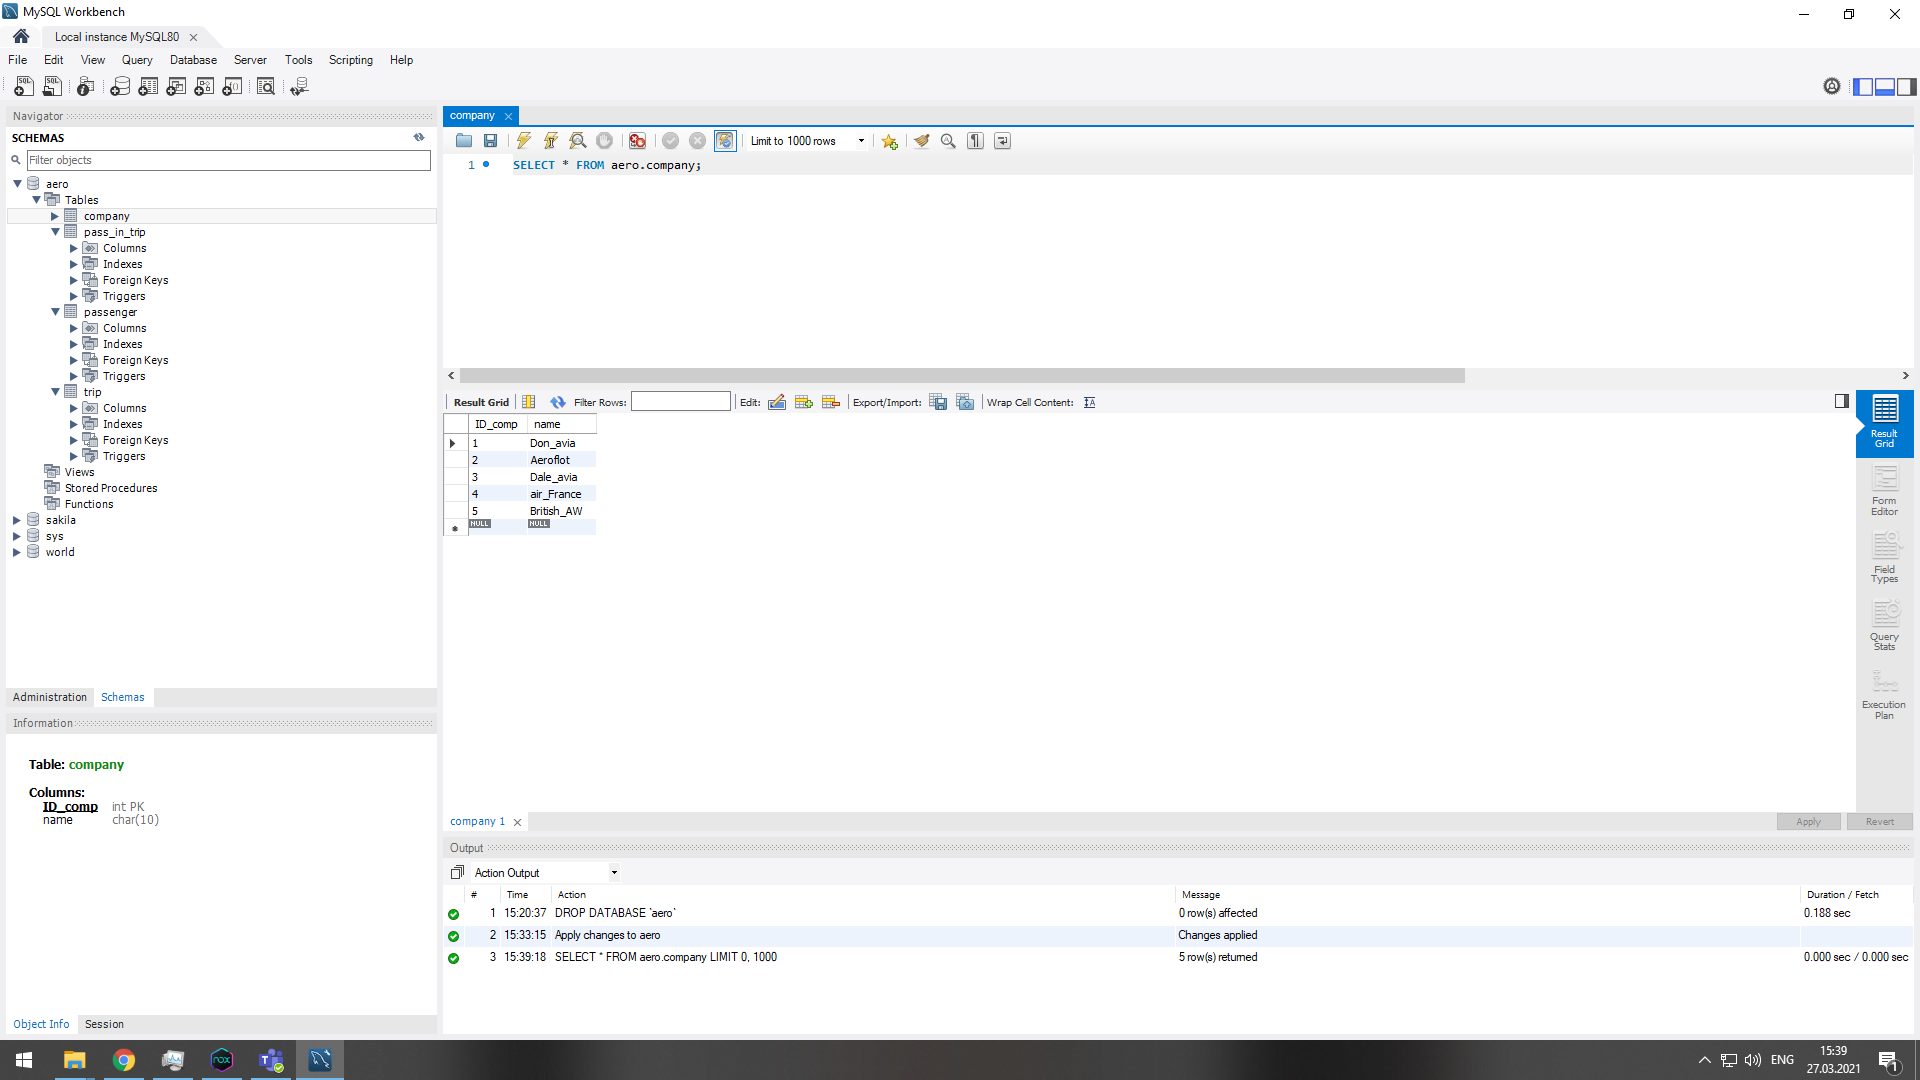 MySQL Workbench
Local instance MySQL80
File Edit View Query Database Server Tools Scripting Help
Navigator
SCHEMAS
Filter objects
aero
Tables
company
pass_in_trip
Columns
Indexes
Foreign Keys
Triggers
passenger
Columns
Indexes
Foreign Keys
Triggers
trip
Columns
Indexes
Foreign Keys
Triggers
Views
Stored Procedures
Functions
sakila
sys
world
Administration Schemas
Information
Table: company
Columns:
ID_comp int PK
name char(10)
Object Info Session
company
Limit to 1000 rows
1 SELECT * FROM aero.company;
Result Grid Filter Rows: Edit: Export/Import: Wrap Cell Content:
ID_comp name
1 Don_avia
2 Aeroflot
3 Dale_avia
4 air_France
5 British_AW
NULL NULL
Result Grid
Form Editor
Field Types
Query Stats
Execution Plan
company 1
Apply Revert
Output
Action Output
# Time Action Message Duration / Fetch
1 15:20:37 DROP DATABASE `aero` 0 row(s) affected 0.188 sec
2 15:33:15 Apply changes to aero Changes applied
3 15:39:18 SELECT * FROM aero.company LIMIT 0, 1000 5 row(s) returned 0.000 sec / 0.000 sec
nox
ENG
15:39
27.03.2021
1